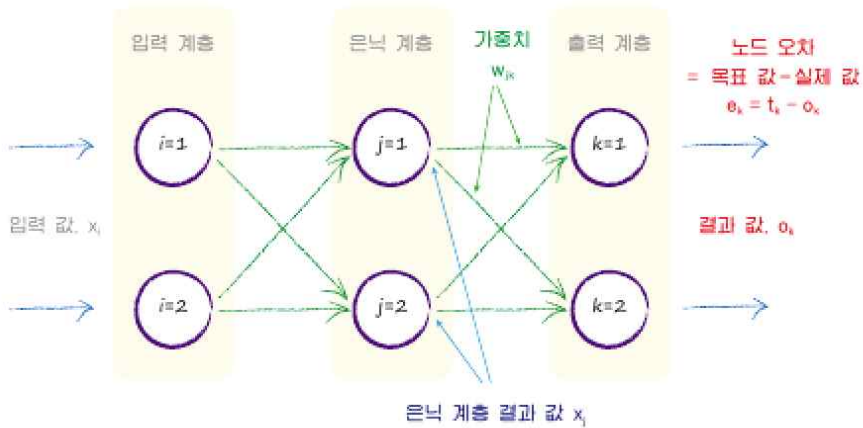 입력 계층
은닉 계층
가중치
wⱼₖ
출력 계층
노드 오차
= 목표 값-실제 값
eₖ = tₖ - oₖ
i=1
j=1
k=1
입력 값, xᵢ
결과 값, oₖ
i=2
j=2
k=2
은닉 계층 결과 값 xⱼ